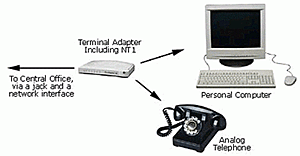 Terminal Adapter
Including NT1
To Central Office,
via a jack and a
network interface
Personal Computer
Analog
Telephone